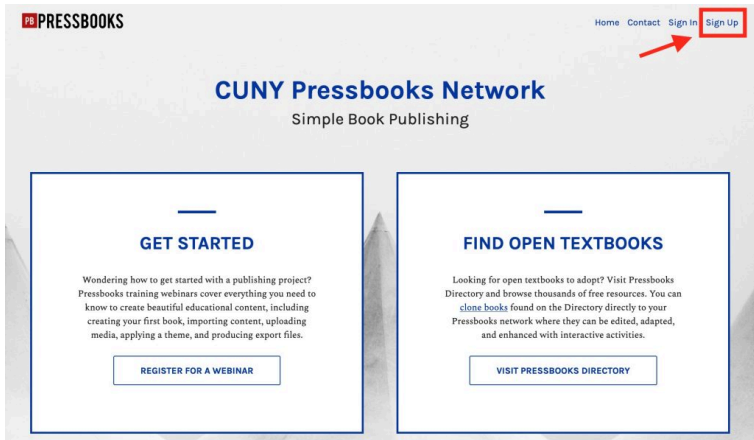 PB PRESSBOOKS
Home Contact Sign In Sign Up
CUNY Pressbooks Network
Simple Book Publishing
GET STARTED
Wondering how to get started with a publishing project?
Pressbooks training webinars cover everything you need to
know to create beautiful educational content, including
creating your first book, importing content, uploading
media, applying a theme, and producing export files.
REGISTER FOR A WEBINAR
FIND OPEN TEXTBOOKS
Looking for open textbooks to adopt? Visit Pressbooks
Directory and browse thousands of free resources. You can
clone books found on the Directory directly to your
Pressbooks network where they can be edited, adapted,
and enhanced with interactive activities.
VISIT PRESSBOOKS DIRECTORY